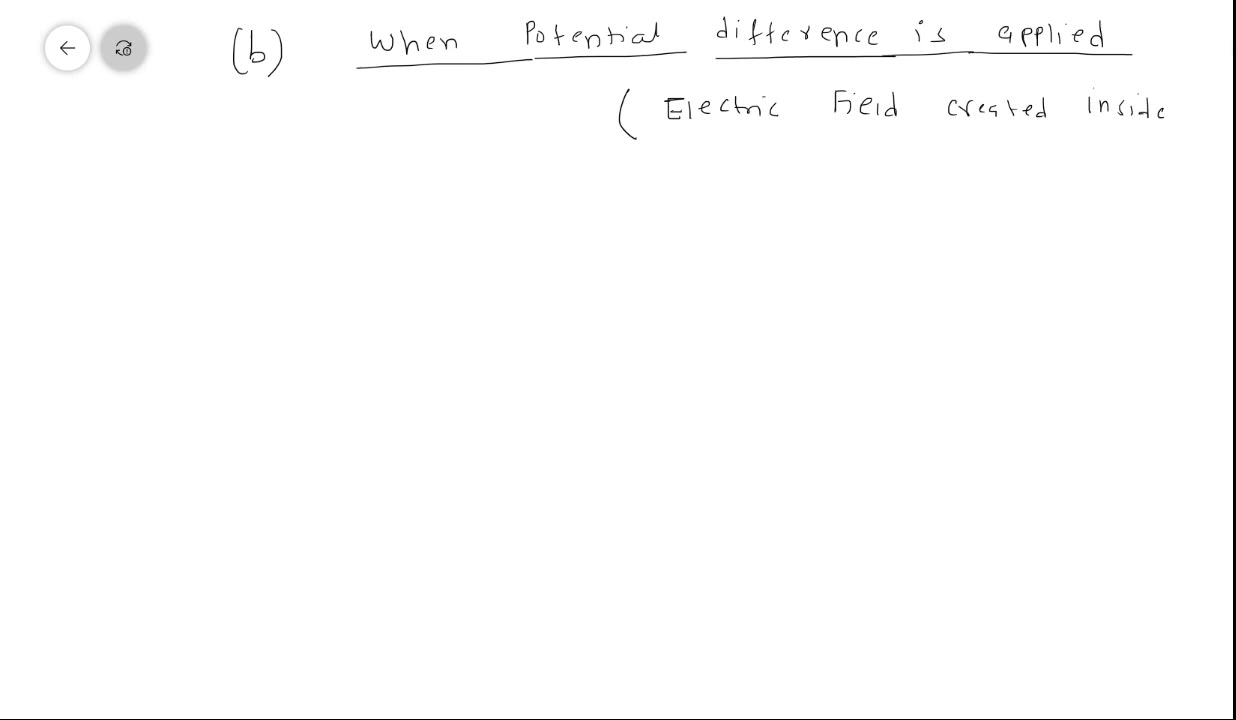 (b) When Potential difference is applied
( Electric Field created inside